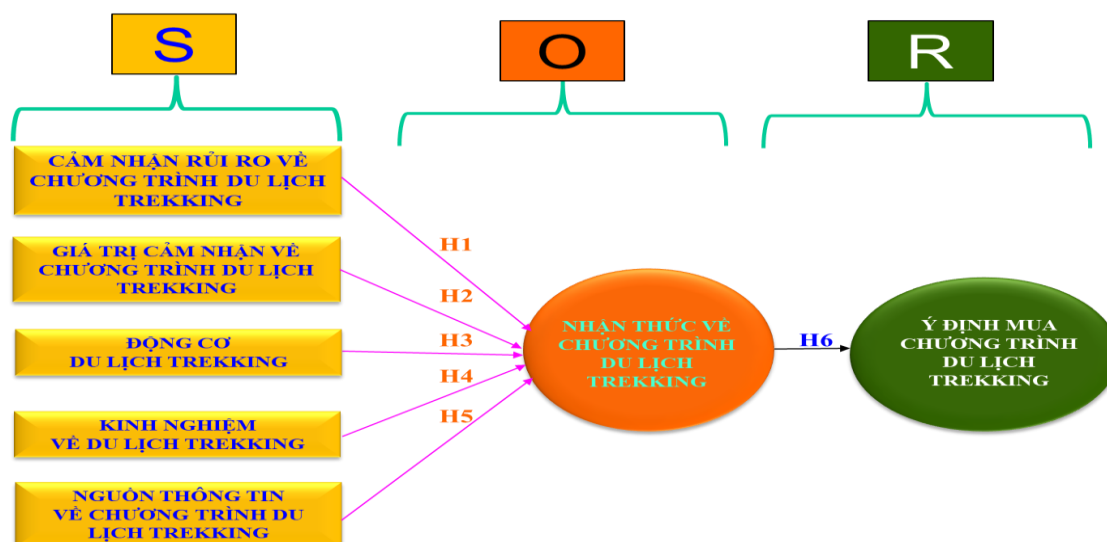 S
O
R
CẢM NHẬN RỦI RO VỀ
CHƯƠNG TRÌNH DU LỊCH
TREKKING
GIÁ TRỊ CẢM NHẬN VỀ
CHƯƠNG TRÌNH DU LỊCH
TREKKING
ĐỘNG CƠ
DU LỊCH TREKKING
KINH NGHIỆM
VỀ DU LỊCH TREKKING
NGUỒN THÔNG TIN
VỀ CHƯƠNG TRÌNH DU
LỊCH TREKKING
H1
H2
H3
H4
H5
NHẬN THỨC VỀ
CHƯƠNG TRÌNH
DU LỊCH
TREKKING
H6
Ý ĐỊNH MUA
CHƯƠNG TRÌNH
DU LỊCH
TREKKING